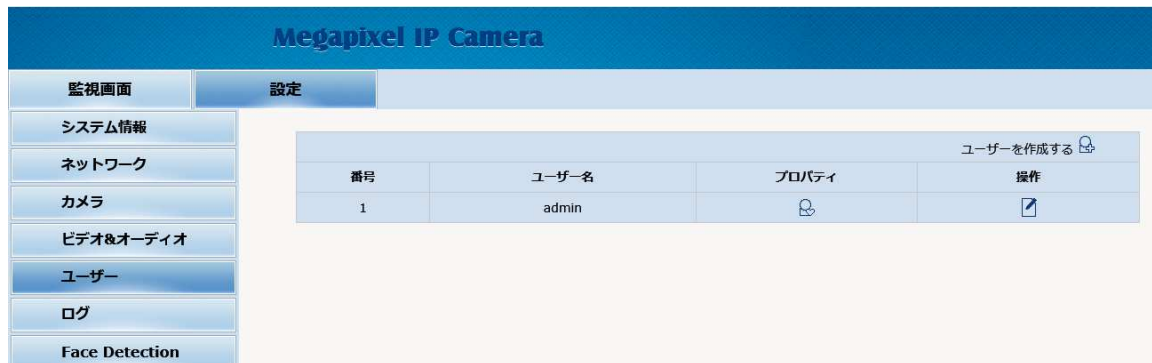 Megapixel IP Camera
監視画面
設定
システム情報
ネットワーク
カメラ
ビデオ&オーディオ
ユーザー
ログ
Face Detection
ユーザーを作成する
番号 ユーザー名 プロパティ 操作
1 admin